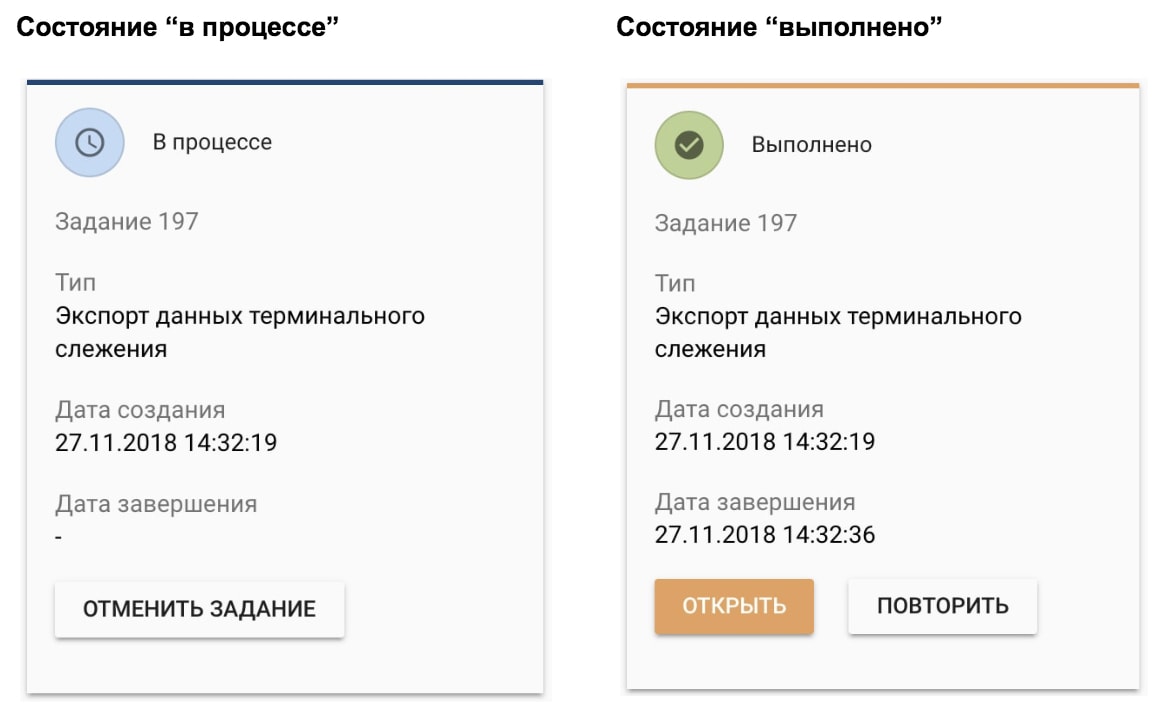 Состояние “в процессе”
В процессе
Задание 197
Тип
Экспорт данных терминального
слежения
Дата создания
27.11.2018 14:32:19
Дата завершения
-
ОТМЕНИТЬ ЗАДАНИЕ
Состояние “выполнено”
Выполнено
Задание 197
Тип
Экспорт данных терминального
слежения
Дата создания
27.11.2018 14:32:19
Дата завершения
27.11.2018 14:32:36
ОТКРЫТЬ
ПОВТОРИТЬ